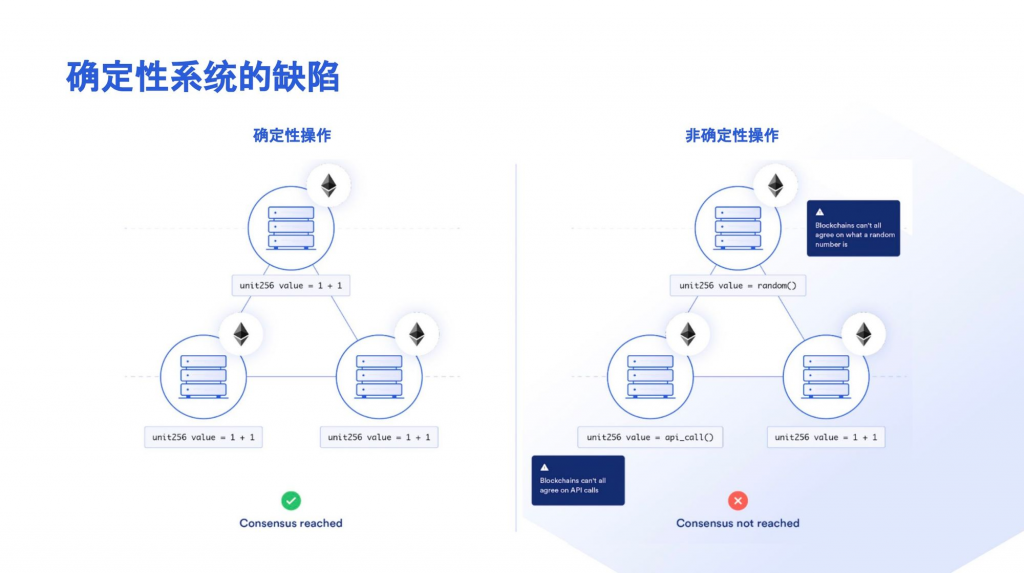 确定性系统的缺陷
确定性操作
unit256 value = 1 + 1
unit256 value = 1 + 1
unit256 value = 1 + 1
Consensus reached
非确定性操作
Blockchains can't all
agree on what a random
number is
unit256 value = random()
unit256 value = api_call()
unit256 value = 1 + 1
Blockchains can't all
agree on API calls
Consensus not reached